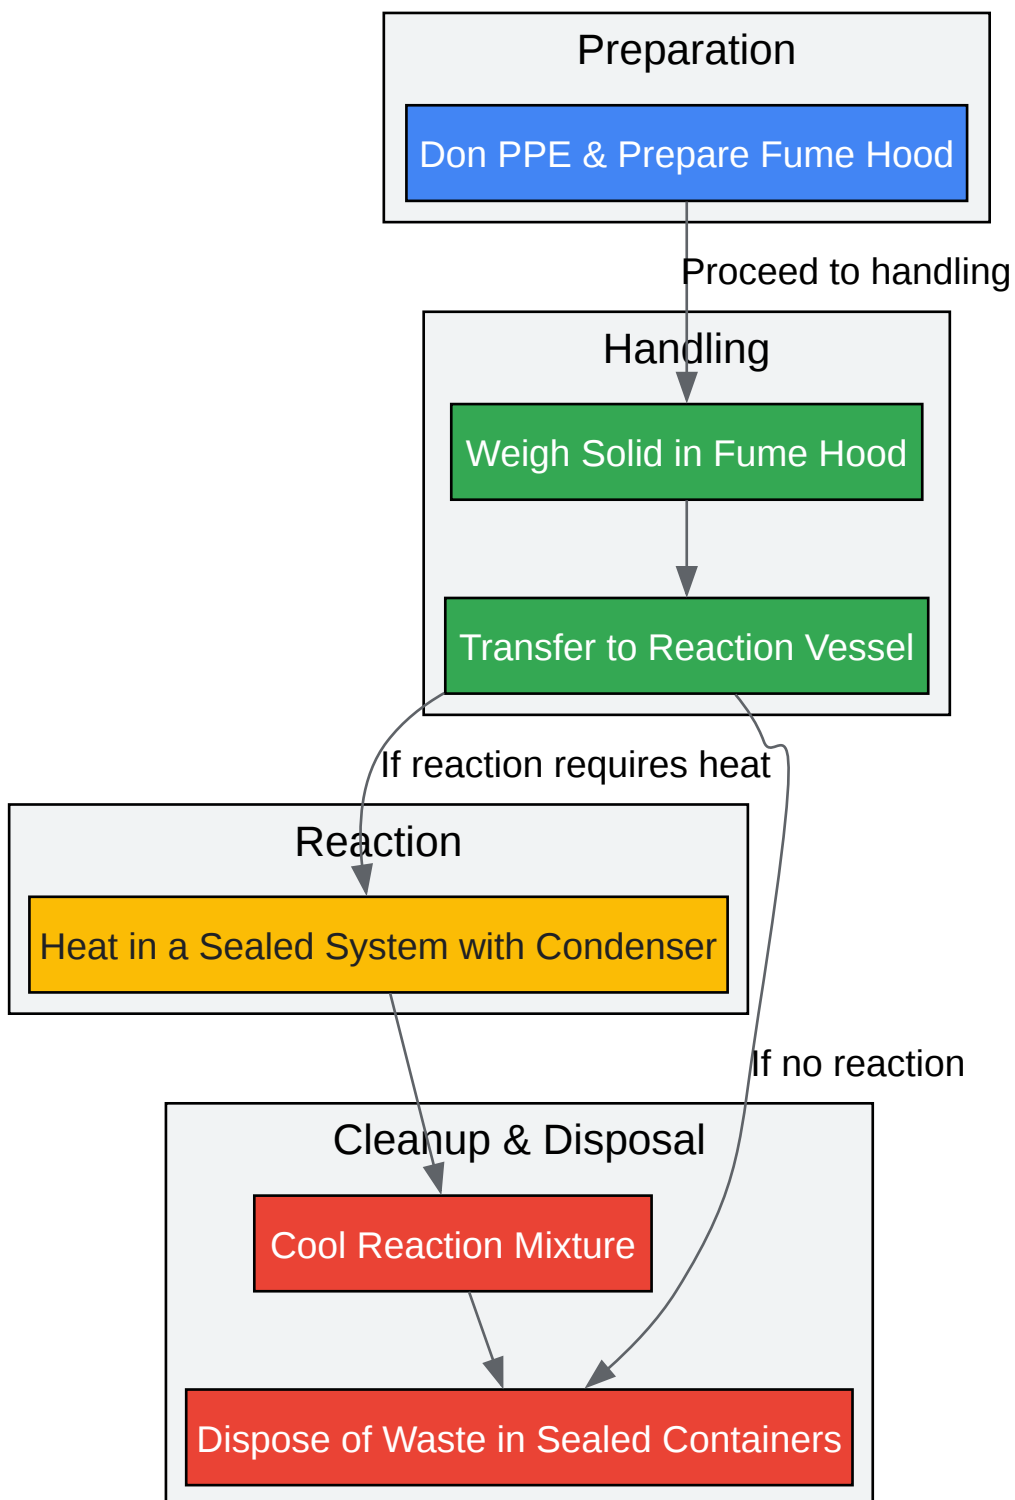 Preparation
Don PPE & Prepare Fume Hood
Proceed to handling
Handling
Weigh Solid in Fume Hood
Transfer to Reaction Vessel
If reaction requires heat
Reaction
Heat in a Sealed System with Condenser
If no reaction
Cleanup & Disposal
Cool Reaction Mixture
Dispose of Waste in Sealed Containers